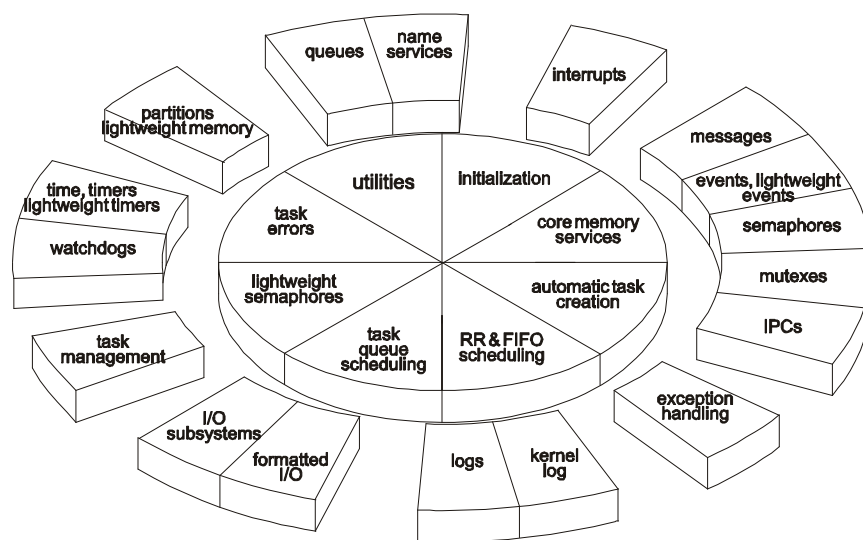 queues
name
services
interrupts
partitions
lightweight memory
messages
events, lightweight
events
semaphores
mutexes
IPCs
time, timers
lightweight timers
watchdogs
utilities
initialization
task
errors
core memory
services
lightweight
semaphores
automatic task
creation
task
queue
scheduling
RR & FIFO
scheduling
task
management
I/O
subsystems
formatted
I/O
logs
kernel
log
exception
handling